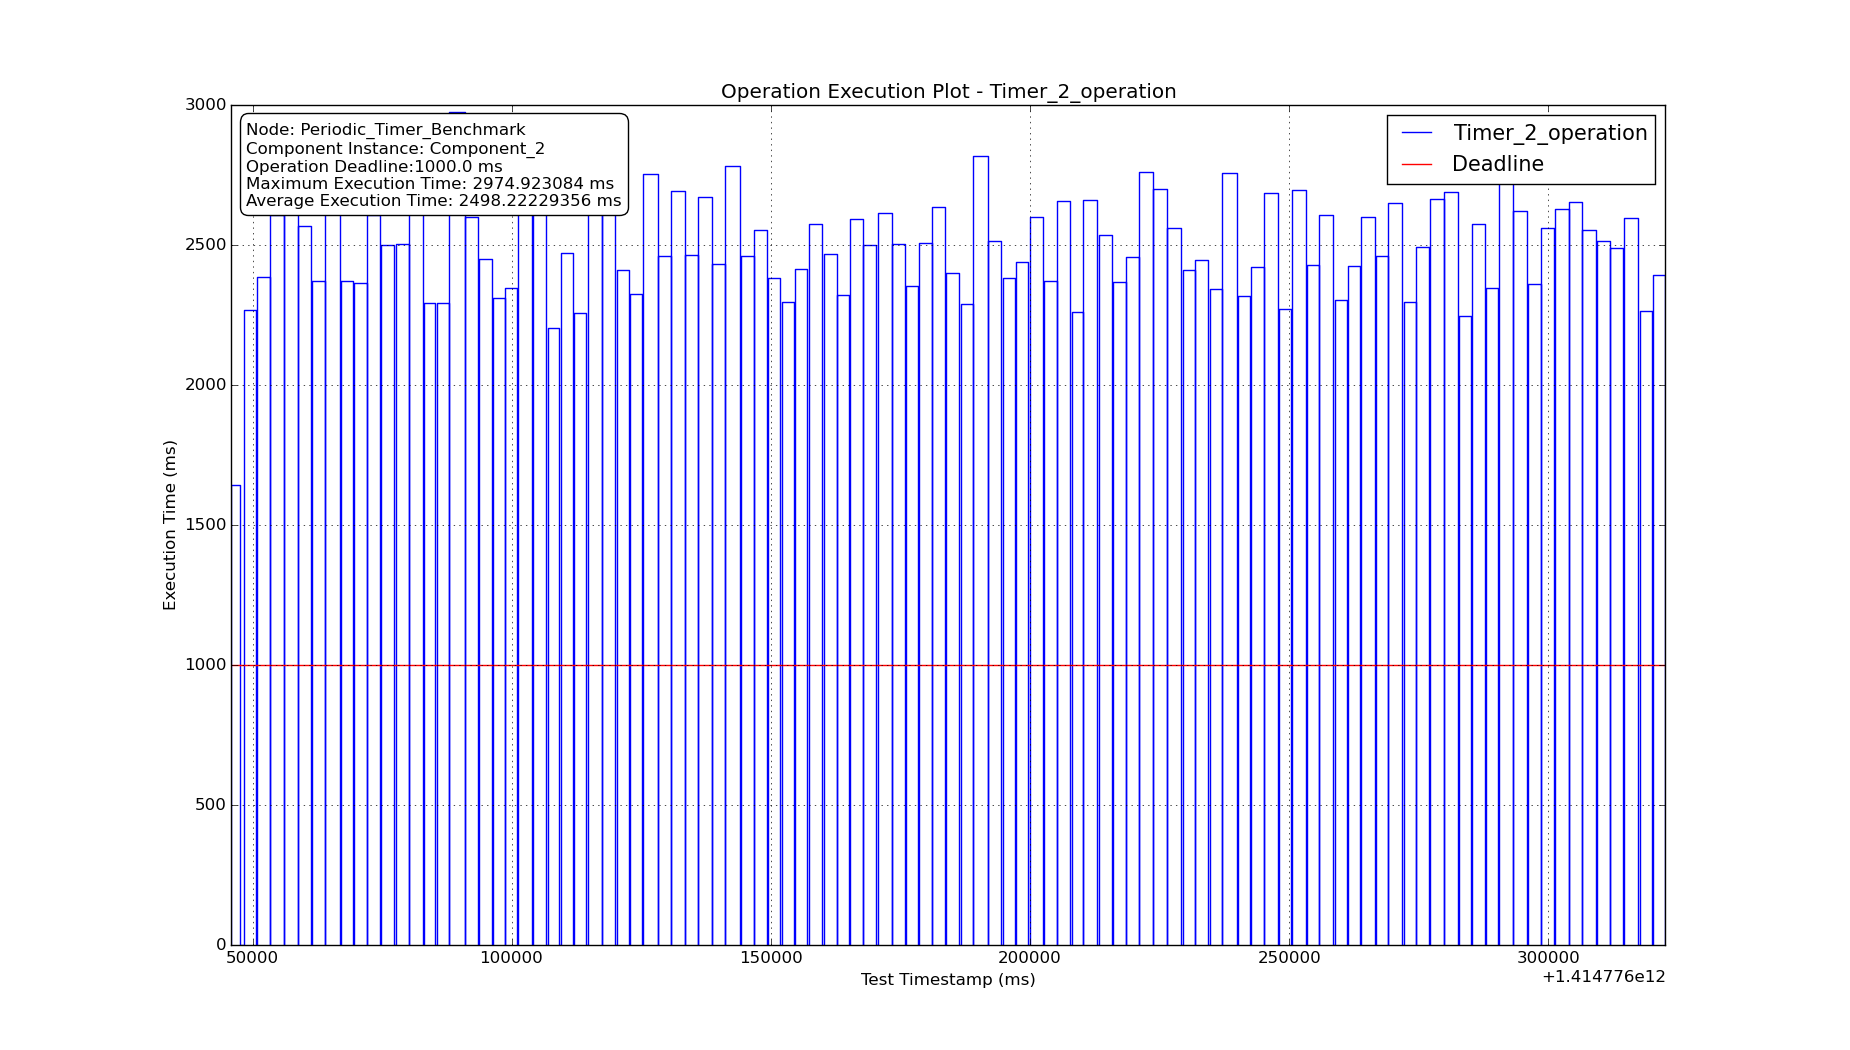 Operation Execution Plot - Timer_2_operation
3000
2500
2000
1500
1000
500
0
Execution Time (ms)
Node: Periodic_Timer_Benchmark
Component Instance: Component_2
Operation Deadline:1000.0 ms
Maximum Execution Time: 2974.923084 ms
Average Execution Time: 2498.22229356 ms
Timer_2_operation
Deadline
50000 100000 150000 200000 250000 300000
+1.414776e12
Test Timestamp (ms)